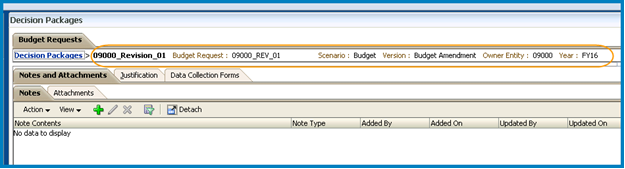 Decision Packages
Budget Requests
Decision Packages > 09000_Revision_01 Budget Request : 09000_REV_01 Scenario : Budget Version : Budget Amendment Owner Entity : 09000 Year : FY16
Notes and Attachments Justification Data Collection Forms
Notes Attachments
Action View Detach
Note Contents Note Type Added By Added On Updated By Updated On
No data to display